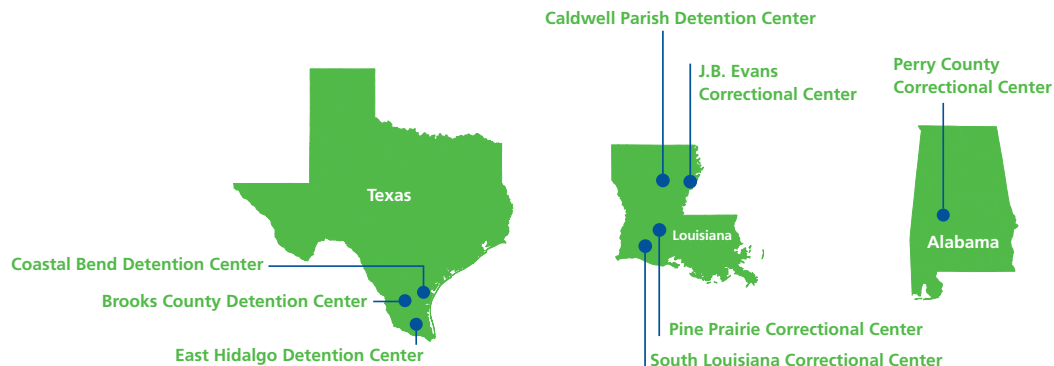 Caldwell Parish Detention Center
J.B. Evans
Correctional Center
Perry County
Correctional Center
Texas
Louisiana
Alabama
Coastal Bend Detention Center
Brooks County Detention Center
East Hidalgo Detention Center
Pine Prairie Correctional Center
South Louisiana Correctional Center